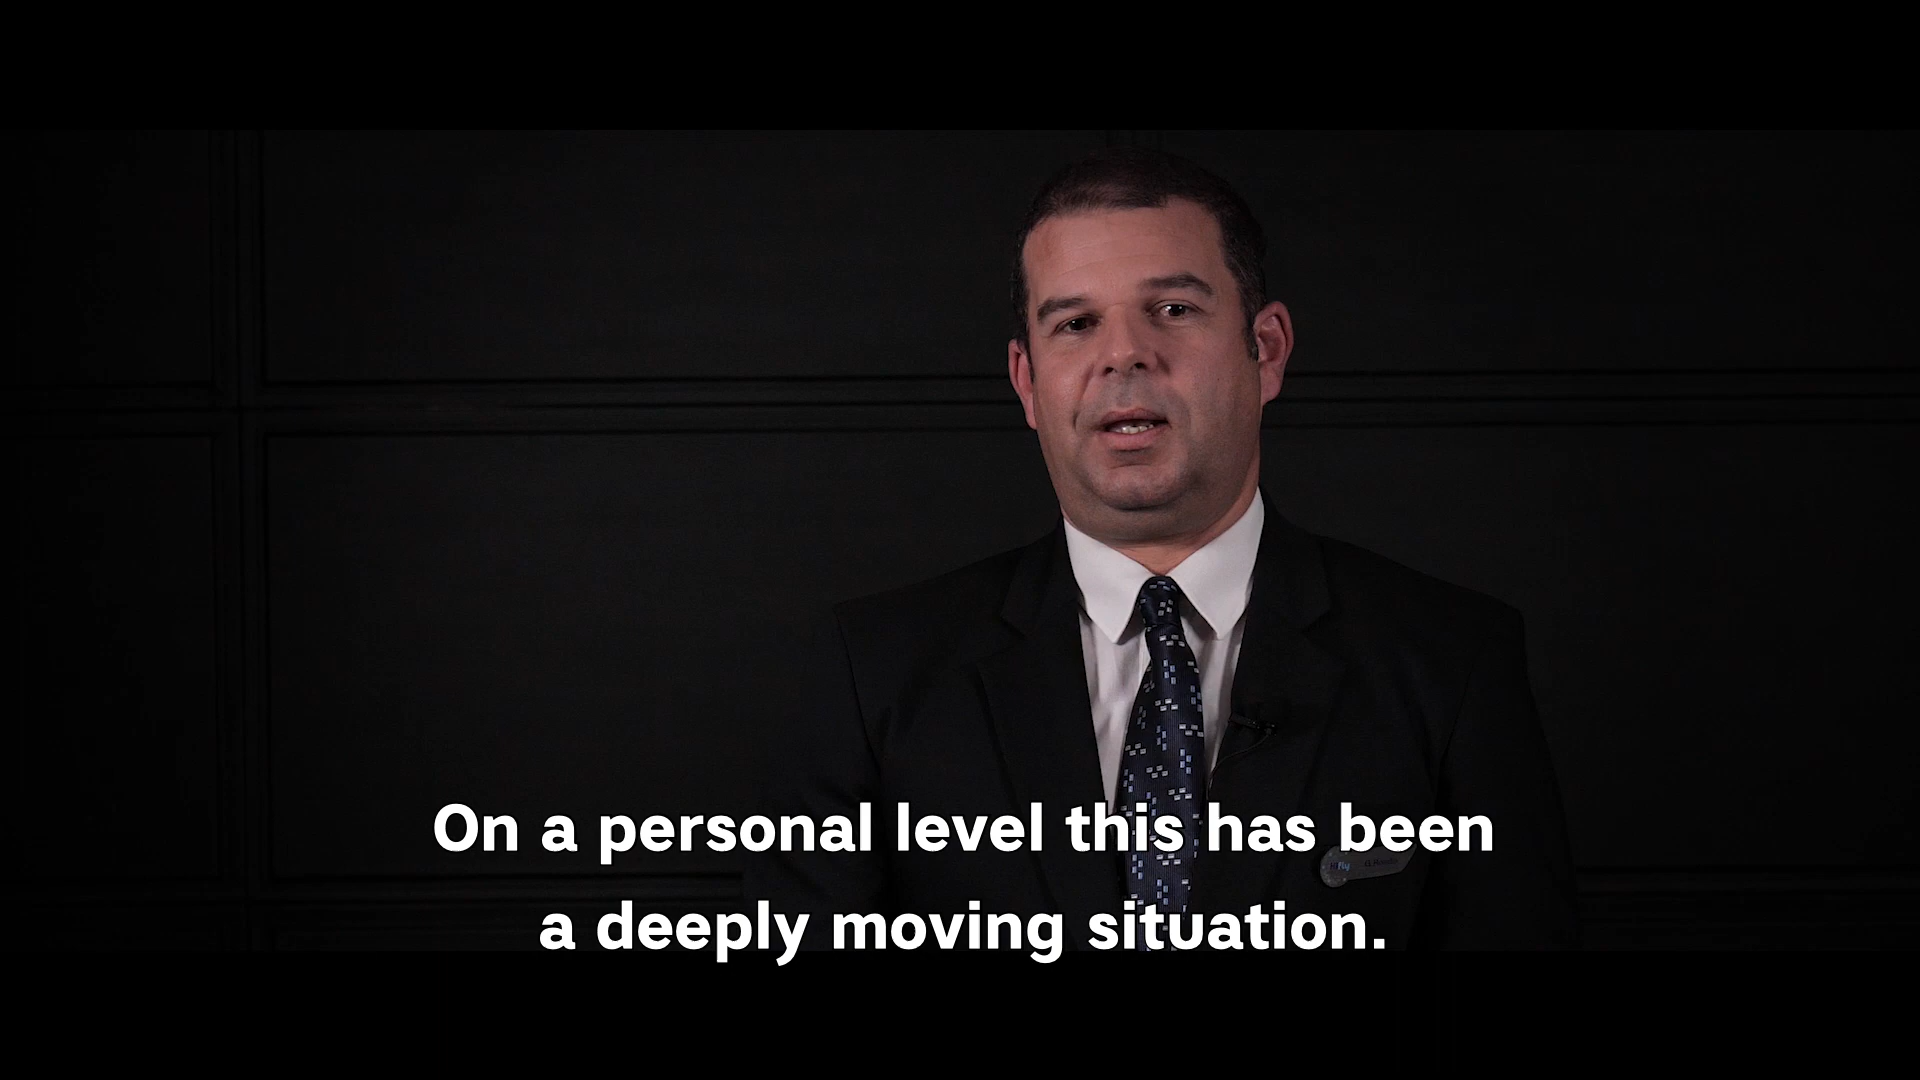 On a personal level this has been
a deeply moving situation.